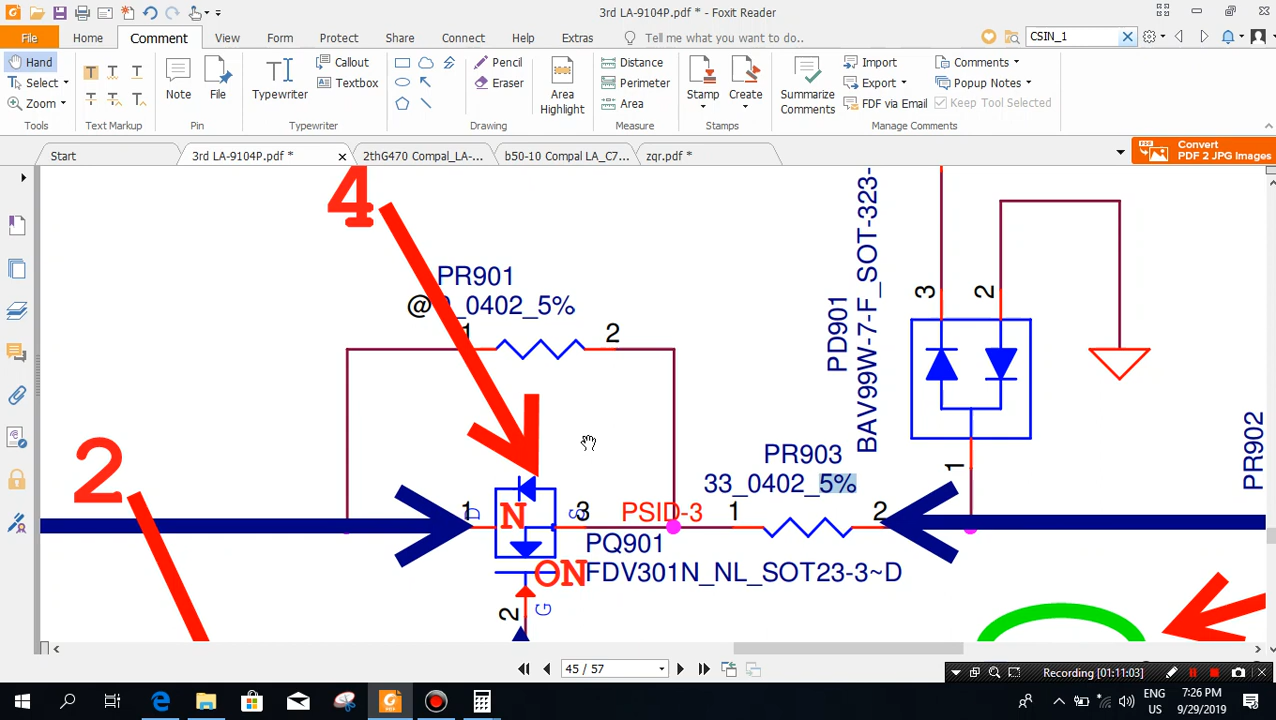 3rd LA-9104P.pdf * - Foxit Reader
File Home Comment View Form Protect Share Connect Help Extras Tell me what you want to do.. CSIN_1
Hand
Select
Zoom
Tools
Text Markup
Note
File
Pin
Typewriter
Callout
Textbox
Typewriter
Pencil
Eraser
Drawing
Area
Highlight
Distance
Perimeter
Area
Measure
Stamp
Create
Stamps
Summarize
Comments
Import
Export
FDF via Email
Comments
Popup Notes
Keep Tool Selected
Manage Comments
Start
3rd LA-9104P.pdf *
2thG470 Compal_LA-...
b50-10 Compal LA_C7...
zqr.pdf *
Convert
PDF 2 JPG Images
4
PR901
@ _0402_5%
1
2
PD901
BAV99W-7-F_SOT-323-
3
2
1
PR902
2
PR903
33_0402_5%
1
D
N
3
S
PSID-3
1
2
PQ901
FDV301N_NL_SOT23-3~D
ON
2
G
45 / 57
Recording [01:11:03]
ENG
US
7:26 PM
9/29/2019